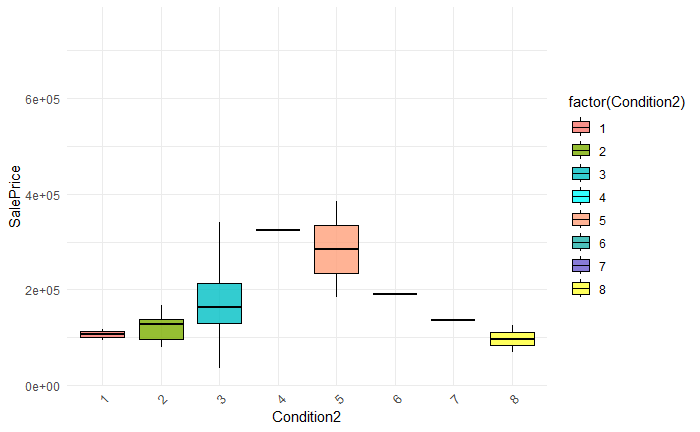 SalePrice
6e+05
4e+05
2e+05
0e+00
1 2 3 4 5 6 7 8
Condition2
factor(Condition2)
1
2
3
4
5
6
7
8